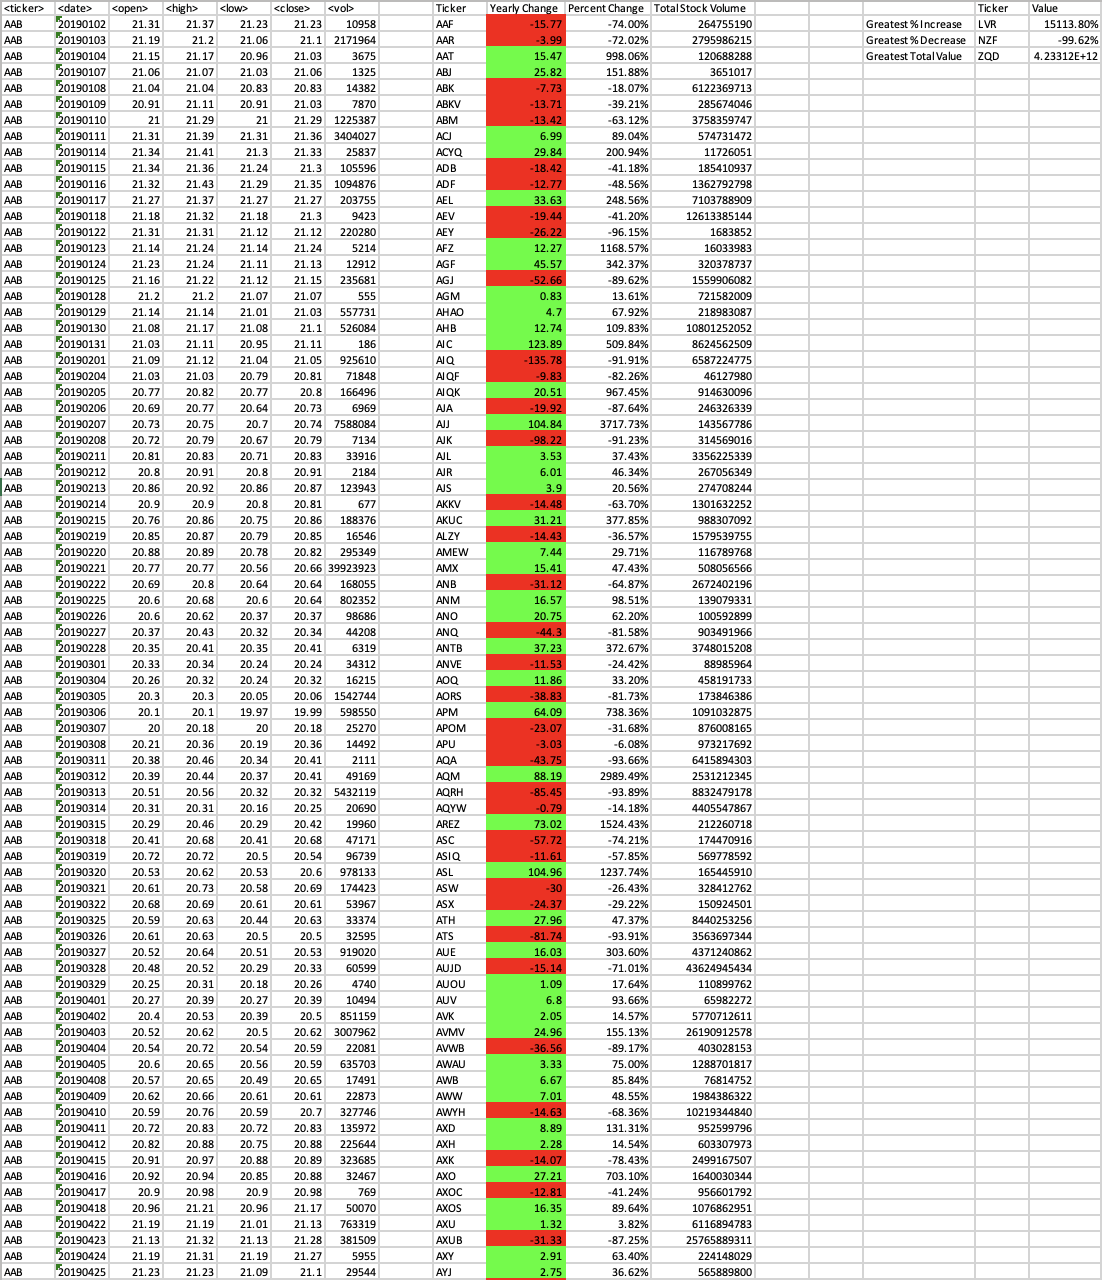 <ticker> <date> <open> <high> <low> <close> <vol> Ticker Yearly Change Percent Change Total Stock Volume Ticker Value
AAB 20190102 21.31 21.37 21.23 21.23 10958 AAF -15.77 -74.00% 264755190 Greatest % Increase LVR 15113.80%
AAB 20190103 21.19 21.2 21.06 21.1 2171964 AAR -3.99 -72.02% 2795986215 Greatest % Decrease NZF -99.62%
AAB 20190104 21.15 21.17 20.96 21.03 3675 AAT 15.47 998.06% 120688288 Greatest Total Value ZQD 4.23312E+12
AAB 20190107 21.06 21.07 21.03 21.06 1325 ABJ 25.82 151.88% 3651017
AAB 20190108 21.04 21.04 20.83 20.83 14382 ABK -7.73 -18.07% 6122369713
AAB 20190109 20.91 21.11 20.91 21.03 7870 ABKV -13.71 -39.21% 285674046
AAB 20190110 21 21.29 21 21.29 1225387 ABM -13.42 -63.12% 3758359747
AAB 20190111 21.31 21.39 21.31 21.36 3404027 ACJ 6.99 89.04% 574731472
AAB 20190114 21.34 21.41 21.3 21.33 25837 ACYQ 29.84 200.94% 11726051
AAB 20190115 21.34 21.36 21.24 21.3 105596 ADB -18.42 -41.18% 185410937
AAB 20190116 21.32 21.43 21.29 21.35 1094876 ADF -12.77 -48.56% 1362792798
AAB 20190117 21.27 21.37 21.27 21.27 203755 AEL 33.63 248.56% 7103788909
AAB 20190118 21.18 21.32 21.18 21.3 9423 AEV -19.44 -41.20% 12613385144
AAB 20190122 21.31 21.31 21.12 21.12 220280 AEY -26.22 -96.15% 1683852
AAB 20190123 21.14 21.24 21.14 21.24 5214 AFZ 12.27 1168.57% 16033983
AAB 20190124 21.23 21.24 21.11 21.13 12912 AGF 45.57 342.37% 320378737
AAB 20190125 21.16 21.22 21.12 21.15 235681 AGJ -52.66 -89.62% 1559906082
AAB 20190128 21.2 21.2 21.07 21.07 555 AGM 0.83 13.61% 721582009
AAB 20190129 21.14 21.14 21.01 21.03 557731 AHAO 4.7 67.92% 218983087
AAB 20190130 21.08 21.17 21.08 21.1 526084 AHB 12.74 109.83% 10801252052
AAB 20190131 21.03 21.11 20.95 21.11 186 AIC 123.89 509.84% 8624562509
AAB 20190201 21.09 21.12 21.04 21.05 925610 AIQ -135.78 -91.91% 6587224775
AAB 20190204 21.03 21.03 20.79 20.81 71848 AIQF -9.83 -82.26% 46127980
AAB 20190205 20.77 20.82 20.77 20.8 166496 AIQK 20.51 967.45% 914630096
AAB 20190206 20.69 20.77 20.64 20.73 6969 AJA -19.92 -87.64% 246326339
AAB 20190207 20.73 20.75 20.7 20.74 7588084 AJJ 104.84 3717.73% 143567786
AAB 20190208 20.72 20.79 20.67 20.79 7134 AJK -98.22 -91.23% 314569016
AAB 20190211 20.81 20.83 20.71 20.83 33916 AJL 3.53 37.43% 3356225339
AAB 20190212 20.8 20.91 20.8 20.91 2184 AJR 6.01 46.34% 267056349
AAB 20190213 20.86 20.92 20.86 20.87 123943 AJS 3.9 20.56% 274708244
AAB 20190214 20.9 20.9 20.8 20.81 677 AKKV -14.48 -63.70% 1301632252
AAB 20190215 20.76 20.86 20.75 20.86 188376 AKUC 31.21 377.85% 988307092
AAB 20190219 20.85 20.87 20.79 20.85 16546 ALZY -14.43 -36.57% 1579539755
AAB 20190220 20.88 20.89 20.78 20.82 295349 AMEW 7.44 29.71% 116789768
AAB 20190221 20.77 20.77 20.56 20.66 39923923 AMX 15.41 47.43% 508056566
AAB 20190222 20.69 20.8 20.64 20.64 168055 ANB -31.12 -64.87% 2672402196
AAB 20190225 20.6 20.68 20.6 20.64 802352 ANM 16.57 98.51% 139079331
AAB 20190226 20.6 20.62 20.37 20.37 98686 ANO 20.75 62.20% 100592899
AAB 20190227 20.37 20.43 20.32 20.34 44208 ANQ -44.3 -81.58% 903491966
AAB 20190228 20.35 20.41 20.35 20.41 6319 ANTB 37.23 372.67% 3748015208
AAB 20190301 20.33 20.34 20.24 20.24 34312 ANVE -11.53 -24.42% 88985964
AAB 20190304 20.26 20.32 20.24 20.32 16215 AOQ 11.86 33.20% 458191733
AAB 20190305 20.3 20.3 20.05 20.06 1542744 AORS -38.83 -81.73% 173846386
AAB 20190306 20.1 20.1 19.97 19.99 598550 APM 64.09 738.36% 1091032875
AAB 20190307 20 20.18 20 20.18 25270 APOM -23.07 -31.68% 876008165
AAB 20190308 20.21 20.36 20.19 20.36 14492 APU -3.03 -6.08% 973217692
AAB 20190311 20.38 20.46 20.34 20.41 2111 AQA -43.75 -93.66% 6415894303
AAB 20190312 20.39 20.44 20.37 20.41 49169 AQM 88.19 2989.49% 2531212345
AAB 20190313 20.51 20.56 20.32 20.32 5432119 AQRH -85.45 -93.89% 8832479178
AAB 20190314 20.31 20.31 20.16 20.25 20690 AQYW -0.79 -14.18% 4405547867
AAB 20190315 20.29 20.46 20.29 20.42 19960 AREZ 73.02 1524.43% 212260718
AAB 20190318 20.41 20.68 20.41 20.68 47171 ASC -57.72 -74.21% 174470916
AAB 20190319 20.72 20.72 20.5 20.54 96739 ASIQ -11.61 -57.85% 569778592
AAB 20190320 20.53 20.62 20.53 20.6 978133 ASL 104.96 1237.74% 165445910
AAB 20190321 20.61 20.73 20.58 20.69 174423 ASW -30 -26.43% 328412762
AAB 20190322 20.68 20.69 20.61 20.61 53967 ASX -24.37 -29.22% 150924501
AAB 20190325 20.59 20.63 20.44 20.63 33374 ATH 27.96 47.37% 8440253256
AAB 20190326 20.61 20.63 20.5 20.5 32595 ATS -81.74 -93.91% 3563697344
AAB 20190327 20.52 20.64 20.51 20.53 919020 AUE 16.03 303.60% 4371240862
AAB 20190328 20.48 20.52 20.29 20.33 60599 AUJD -15.14 -71.01% 43624945434
AAB 20190329 20.25 20.31 20.18 20.26 4740 AUOU 1.09 17.64% 110899762
AAB 20190401 20.27 20.39 20.27 20.39 10494 AUV 6.8 93.66% 65982272
AAB 20190402 20.4 20.53 20.39 20.5 851159 AVK 2.05 14.57% 5770712611
AAB 20190403 20.52 20.62 20.5 20.62 3007962 AVMV 24.96 155.13% 26190912578
AAB 20190404 20.54 20.72 20.54 20.59 22081 AVWB -36.56 -89.17% 403028153
AAB 20190405 20.6 20.65 20.56 20.59 635703 AWAU 3.33 75.00% 1288701817
AAB 20190408 20.57 20.65 20.49 20.65 17491 AWB 6.67 85.84% 76814752
AAB 20190409 20.62 20.66 20.61 20.61 22873 AWW 7.01 48.55% 1984386322
AAB 20190410 20.59 20.76 20.59 20.7 327746 AWYH -14.63 -68.36% 10219344840
AAB 20190411 20.72 20.83 20.72 20.83 135972 AXD 8.89 131.31% 952599796
AAB 20190412 20.82 20.88 20.75 20.88 225644 AXH 2.28 14.54% 603307973
AAB 20190415 20.91 20.97 20.88 20.89 323685 AXK -14.07 -78.43% 2499167507
AAB 20190416 20.92 20.94 20.85 20.88 32467 AXO 27.21 703.10% 1640030344
AAB 20190417 20.9 20.98 20.9 20.98 769 AXOC -12.81 -41.24% 956601792
AAB 20190418 20.96 21.21 20.96 21.17 50070 AXOS 16.35 89.64% 1076862951
AAB 20190422 21.19 21.19 21.01 21.13 763319 AXU 1.32 3.82% 6116894783
AAB 20190423 21.13 21.32 21.13 21.28 381509 AXUB -31.33 -87.25% 25765889311
AAB 20190424 21.19 21.31 21.19 21.27 5955 AXY 2.91 63.40% 224148029
AAB 20190425 21.23 21.23 21.09 21.1 29544 AYJ 2.75 36.62% 565889800